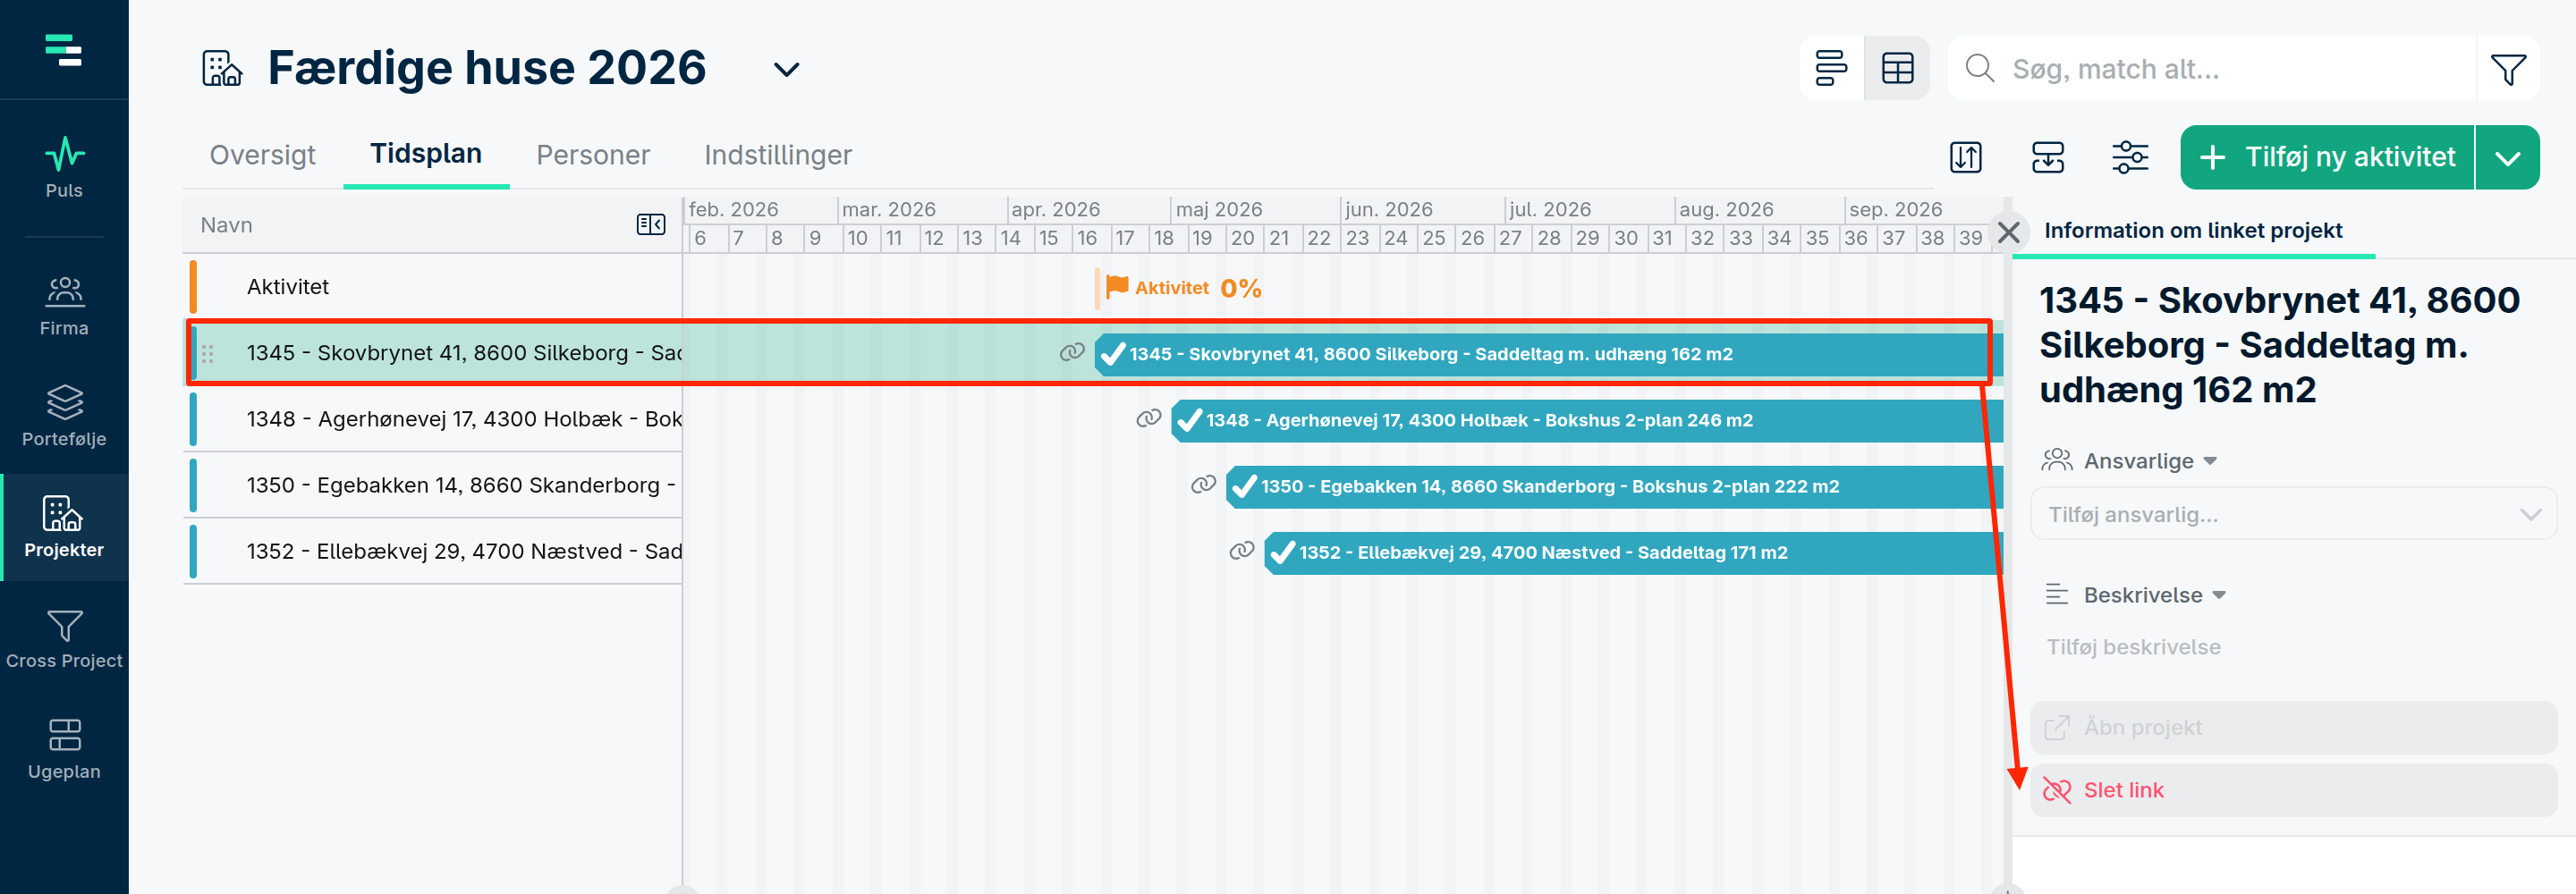 Færdige huse 2026
Søg, match alt...
Oversigt Tidsplan Personer Indstillinger
Tilføj ny aktivitet
Puls
Firma
Portefølje
Projekter
Cross Project
Ugeplan
Navn
feb. 2026 mar. 2026 apr. 2026 maj 2026 jun. 2026 jul. 2026 aug. 2026 sep. 2026
6 7 8 9 10 11 12 13 14 15 16 17 18 19 20 21 22 23 24 25 26 27 28 29 30 31 32 33 34 35 36 37 38 39
Aktivitet
Aktivitet 0%
1345 - Skovbrynet 41, 8600 Silkeborg - Sad
1345 - Skovbrynet 41, 8600 Silkeborg - Saddeltag m. udhæng 162 m2
1348 - Agerhønevej 17, 4300 Holbæk - Bok
1348 - Agerhønevej 17, 4300 Holbæk - Bokshus 2-plan 246 m2
1350 - Egebakken 14, 8660 Skanderborg -
1350 - Egebakken 14, 8660 Skanderborg - Bokshus 2-plan 222 m2
1352 - Ellebækvej 29, 4700 Næstved - Sad
1352 - Ellebækvej 29, 4700 Næstved - Saddeltag 171 m2
Information om linket projekt
1345 - Skovbrynet 41, 8600
Silkeborg - Saddeltag m.
udhæng 162 m2
Ansvarlige
Tilføj ansvarlig...
Beskrivelse
Tilføj beskrivelse
Åbn projekt
Slet link